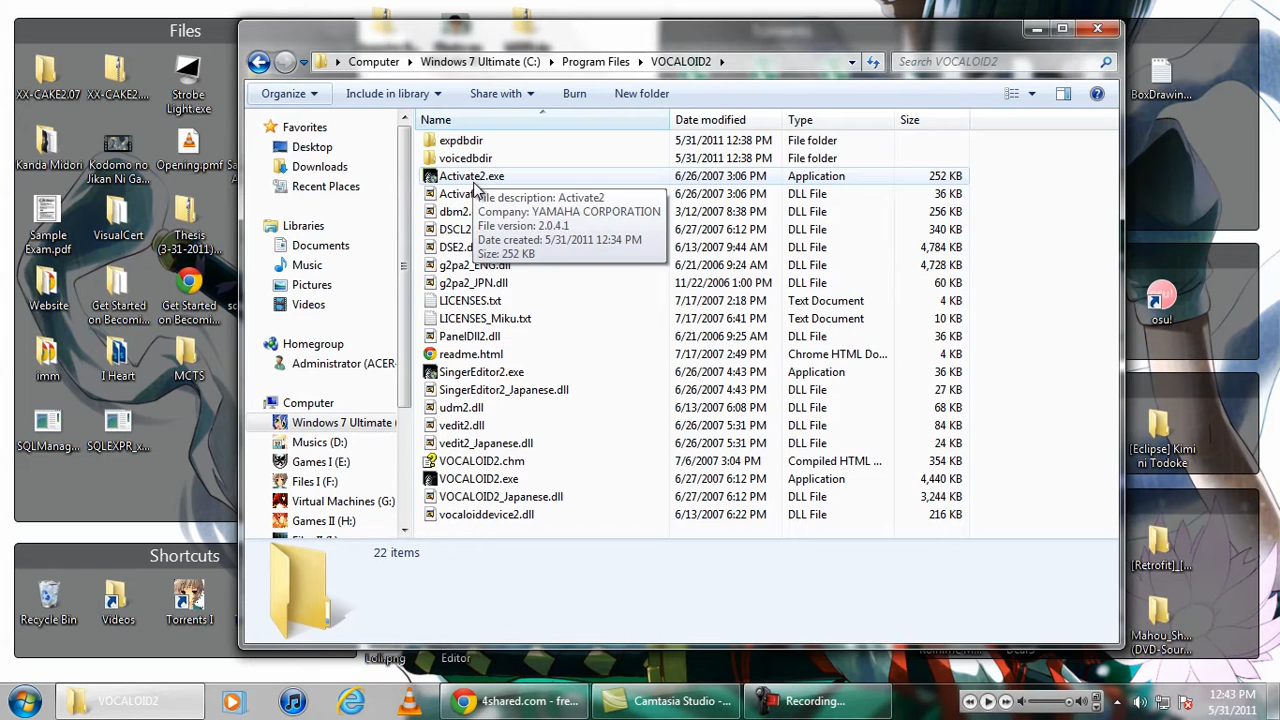 Files
XX-CAKE2.07
XX-CAKE2....
Strobe
Light.exe
Kanda Midori
Kodomo no
Jikan Ni Ga...
Opening.pmf
Sample
Exam.pdf
VisualCert
Thesis
(3-31-2011)...
Website
Get Started
on Becomi...
Get Started
on Becomi...
imm
I Heart
MCTS
SQLManag...
SQLEXPR_x...
Shortcuts
Recycle Bin
Videos
Torrents I
Computer
Windows 7 Ultimate (C:)
Program Files
VOCALOID2
Search VOCALOID2
Organize
Include in library
Share with
Burn
New folder
Favorites
Desktop
Downloads
Recent Places
Libraries
Documents
Music
Pictures
Videos
Homegroup
Administrator (ACER-
Computer
Windows 7 Ultimate (
Musics (D:)
Games I (E:)
Files I (F:)
Virtual Machines (G:)
Games II (H:)
Name Date modified Type Size
expdbdir 5/31/2011 12:38 PM File folder
voicedbdir 5/31/2011 12:38 PM File folder
Activate2.exe 6/26/2007 3:06 PM Application 252 KB
Activat 6/26/2007 3:06 PM DLL File 36 KB
dbm2. 3/12/2007 8:38 PM DLL File 256 KB
DSCL2 6/27/2007 6:12 PM DLL File 340 KB
DSE2.d 6/13/2007 9:44 AM DLL File 4,784 KB
g2pa2_ENG.dll 6/21/2006 9:24 AM DLL File 4,728 KB
g2pa2_JPN.dll 11/22/2006 1:00 PM DLL File 60 KB
LICENSES.txt 7/17/2007 2:18 PM Text Document 4 KB
LICENSES_Miku.txt 7/17/2007 6:41 PM Text Document 10 KB
PanelDll2.dll 6/21/2006 9:25 AM DLL File 36 KB
readme.html 7/17/2007 2:49 PM Chrome HTML Do... 4 KB
SingerEditor2.exe 6/26/2007 4:43 PM Application 36 KB
SingerEditor2_Japanese.dll 6/26/2007 4:43 PM DLL File 27 KB
udm2.dll 6/13/2007 6:08 PM DLL File 68 KB
vedit2.dll 6/26/2007 5:31 PM DLL File 84 KB
vedit2_Japanese.dll 6/26/2007 5:31 PM DLL File 24 KB
VOCALOID2.chm 7/6/2007 3:04 PM Compiled HTML ... 354 KB
VOCALOID2.exe 6/27/2007 6:12 PM Application 4,440 KB
VOCALOID2_Japanese.dll 6/27/2007 6:12 PM DLL File 3,244 KB
vocaloiddevice2.dll 6/13/2007 6:22 PM DLL File 216 KB
File description: Activate2
Company: YAMAHA CORPORATION
File version: 2.0.4.1
Date created: 5/31/2011 12:34 PM
Size: 252 KB
22 items
BoxDrawin...
osu!
[Eclipse] Kimi
ni Todoke
[Retrofit]_[...
Mahou_Sh...
(DVD-Sour...
Loli.png
Editor
VOCALOID2
4shared.com - fre...
Camtasia Studio -...
Recording...
12:43 PM
5/31/2011